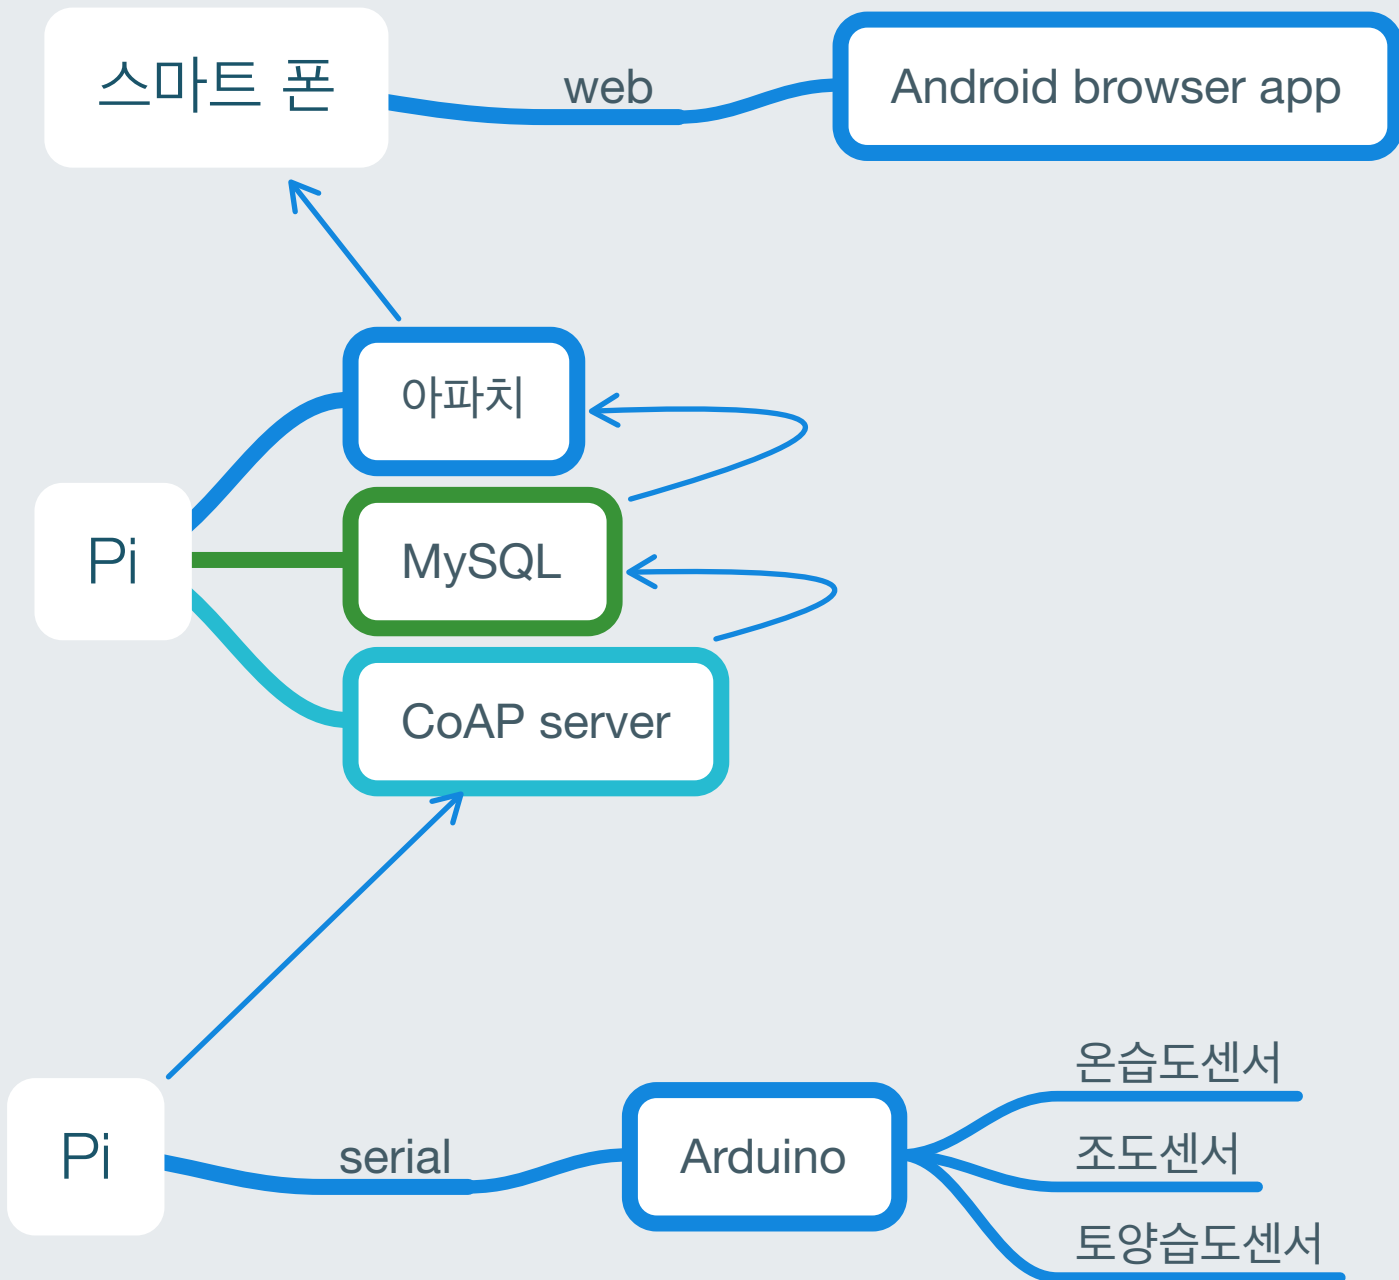 스마트 폰
web
Android browser app
아파치
Pi
MySQL
CoAP server
온습도센서
Pi
serial
Arduino
조도센서
토양습도센서